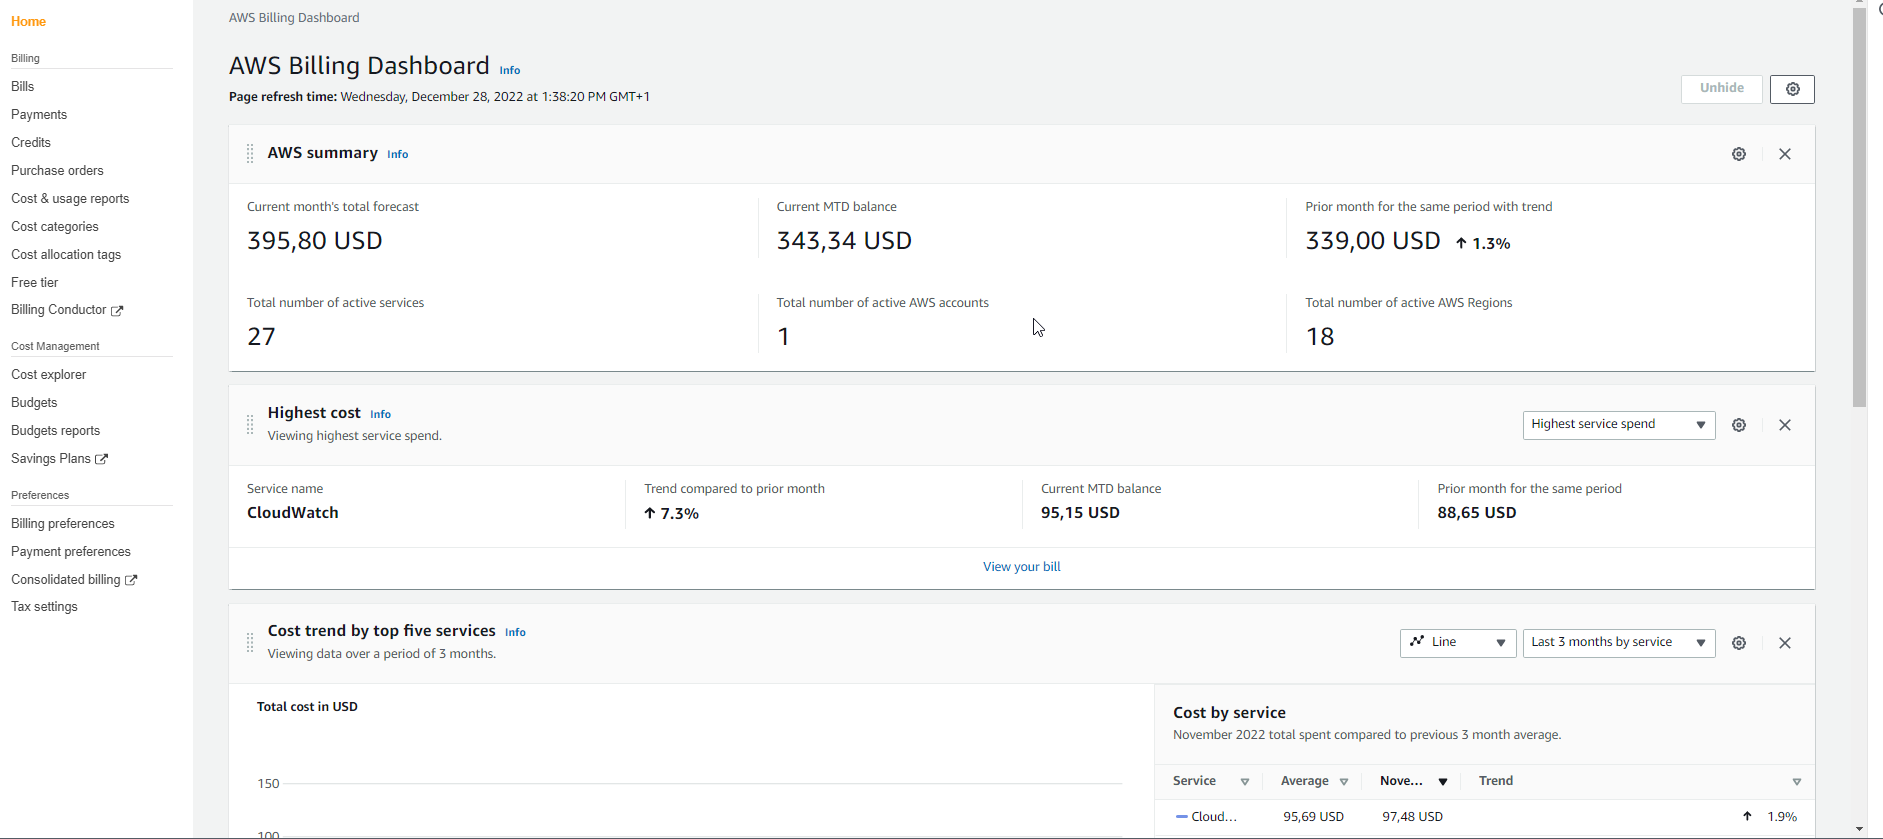 Home
Billing
Bills
Payments
Credits
Purchase orders
Cost & usage reports
Cost categories
Cost allocation tags
Free tier
Billing Conductor
Cost Management
Cost explorer
Budgets
Budgets reports
Savings Plans
Preferences
Billing preferences
Payment preferences
Consolidated billing
Tax settings
AWS Billing Dashboard
AWS Billing Dashboard Info
Page refresh time: Wednesday, December 28, 2022 at 1:38:20 PM GMT+1
Unhide
AWS summary Info
Current month's total forecast
395,80 USD
Current MTD balance
343,34 USD
Prior month for the same period with trend
339,00 USD ↑ 1.3%
Total number of active services
27
Total number of active AWS accounts
1
Total number of active AWS Regions
18
Highest cost Info
Viewing highest service spend.
Highest service spend
Service name
CloudWatch
Trend compared to prior month
↑ 7.3%
Current MTD balance
95,15 USD
Prior month for the same period
88,65 USD
View your bill
Cost trend by top five services Info
Viewing data over a period of 3 months.
Line
Last 3 months by service
Total cost in USD
150
100
Cost by service
November 2022 total spent compared to previous 3 month average.
Service Average Nove... Trend
Cloud... 95,69 USD 97,48 USD ↑ 1.9%